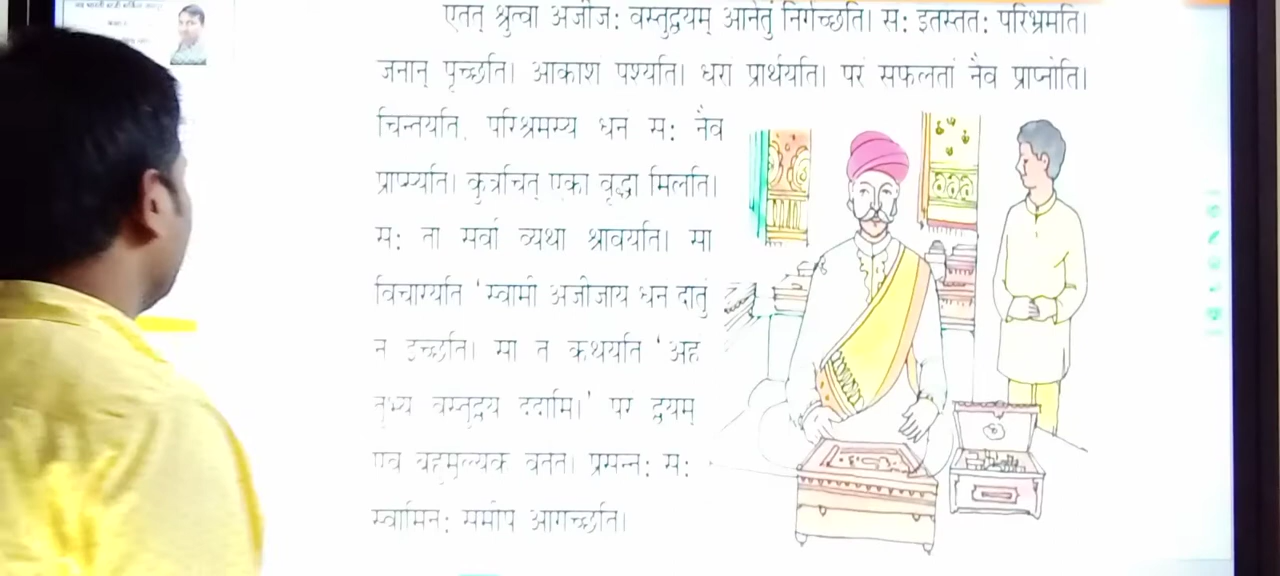 एतत् श्रुत्वा अजीजः वस्तुद्वयम् आनेतुं निर्गच्छति। सः इतस्ततः परिभ्रमति।
जनान् पृच्छति। आकाशं पश्यति। धरां प्रार्थयति। परं सफलतां नैव प्राप्नोति।
चिन्तयति, परिश्रमस्य धनं सः नैव
प्राप्स्यति। कुत्रचित् एका वृद्धा मिलति।
सः तां सर्वां व्यथां श्रावयति। सा
विचारयति 'स्वामी अजीजाय धनं दातुं
न इच्छति। सा तं कथयति 'अहं
तुभ्यं वस्तुद्वयं ददामि।' परं द्वयम्
एव बहुमूल्यकं वर्तते। प्रसन्नः सः
स्वामिनः समीपे आगच्छति।